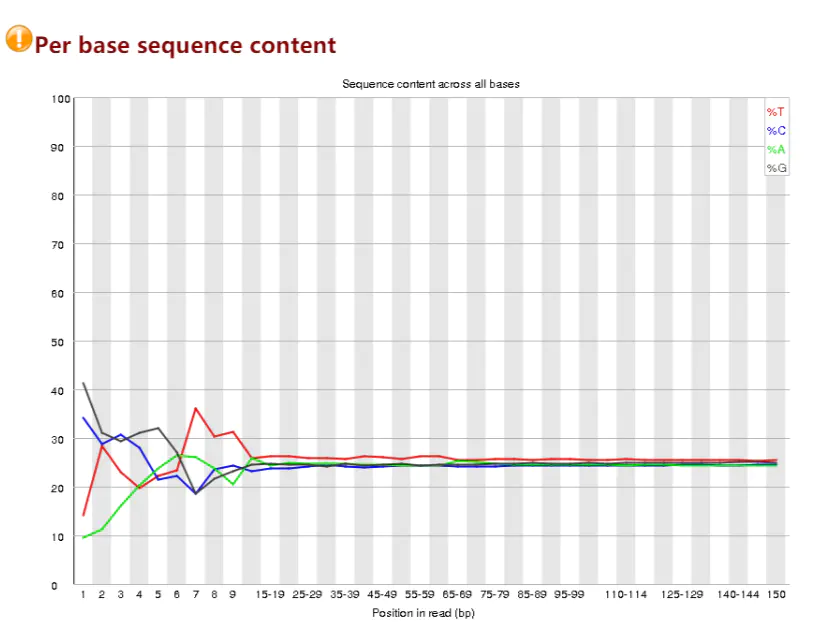 Per base sequence content
Sequence content across all bases
%T
%C
%A
%G
100
90
80
70
60
50
40
30
20
10
0
1 2 3 4 5 6 7 8 9 15-19 25-29 35-39 45-49 55-59 65-69 75-79 85-89 95-99 110-114 125-129 140-144 150
Position in read (bp)